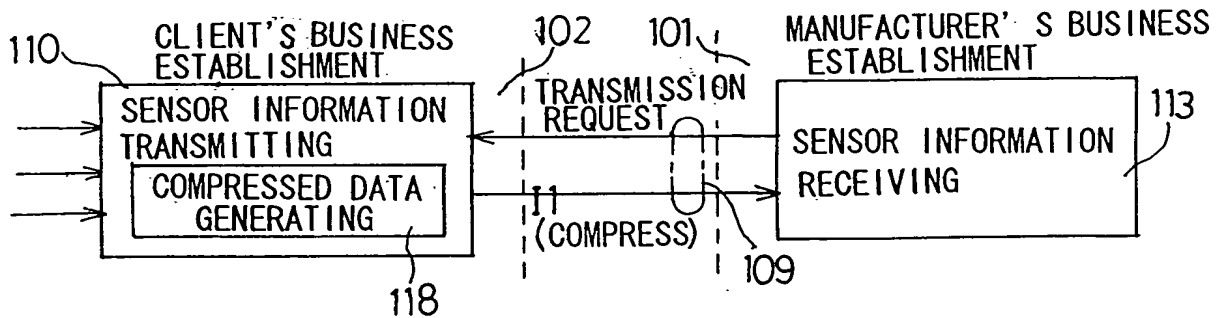 110
CLIENT'S BUSINESS
ESTABLISHMENT
102
101
MANUFACTURER'S BUSINESS
ESTABLISHMENT
SENSOR INFORMATION
TRANSMITTING
COMPRESSED DATA
GENERATING
118
TRANSMISSION
REQUEST
I1
(COMPRESS)
109
SENSOR INFORMATION
RECEIVING
113